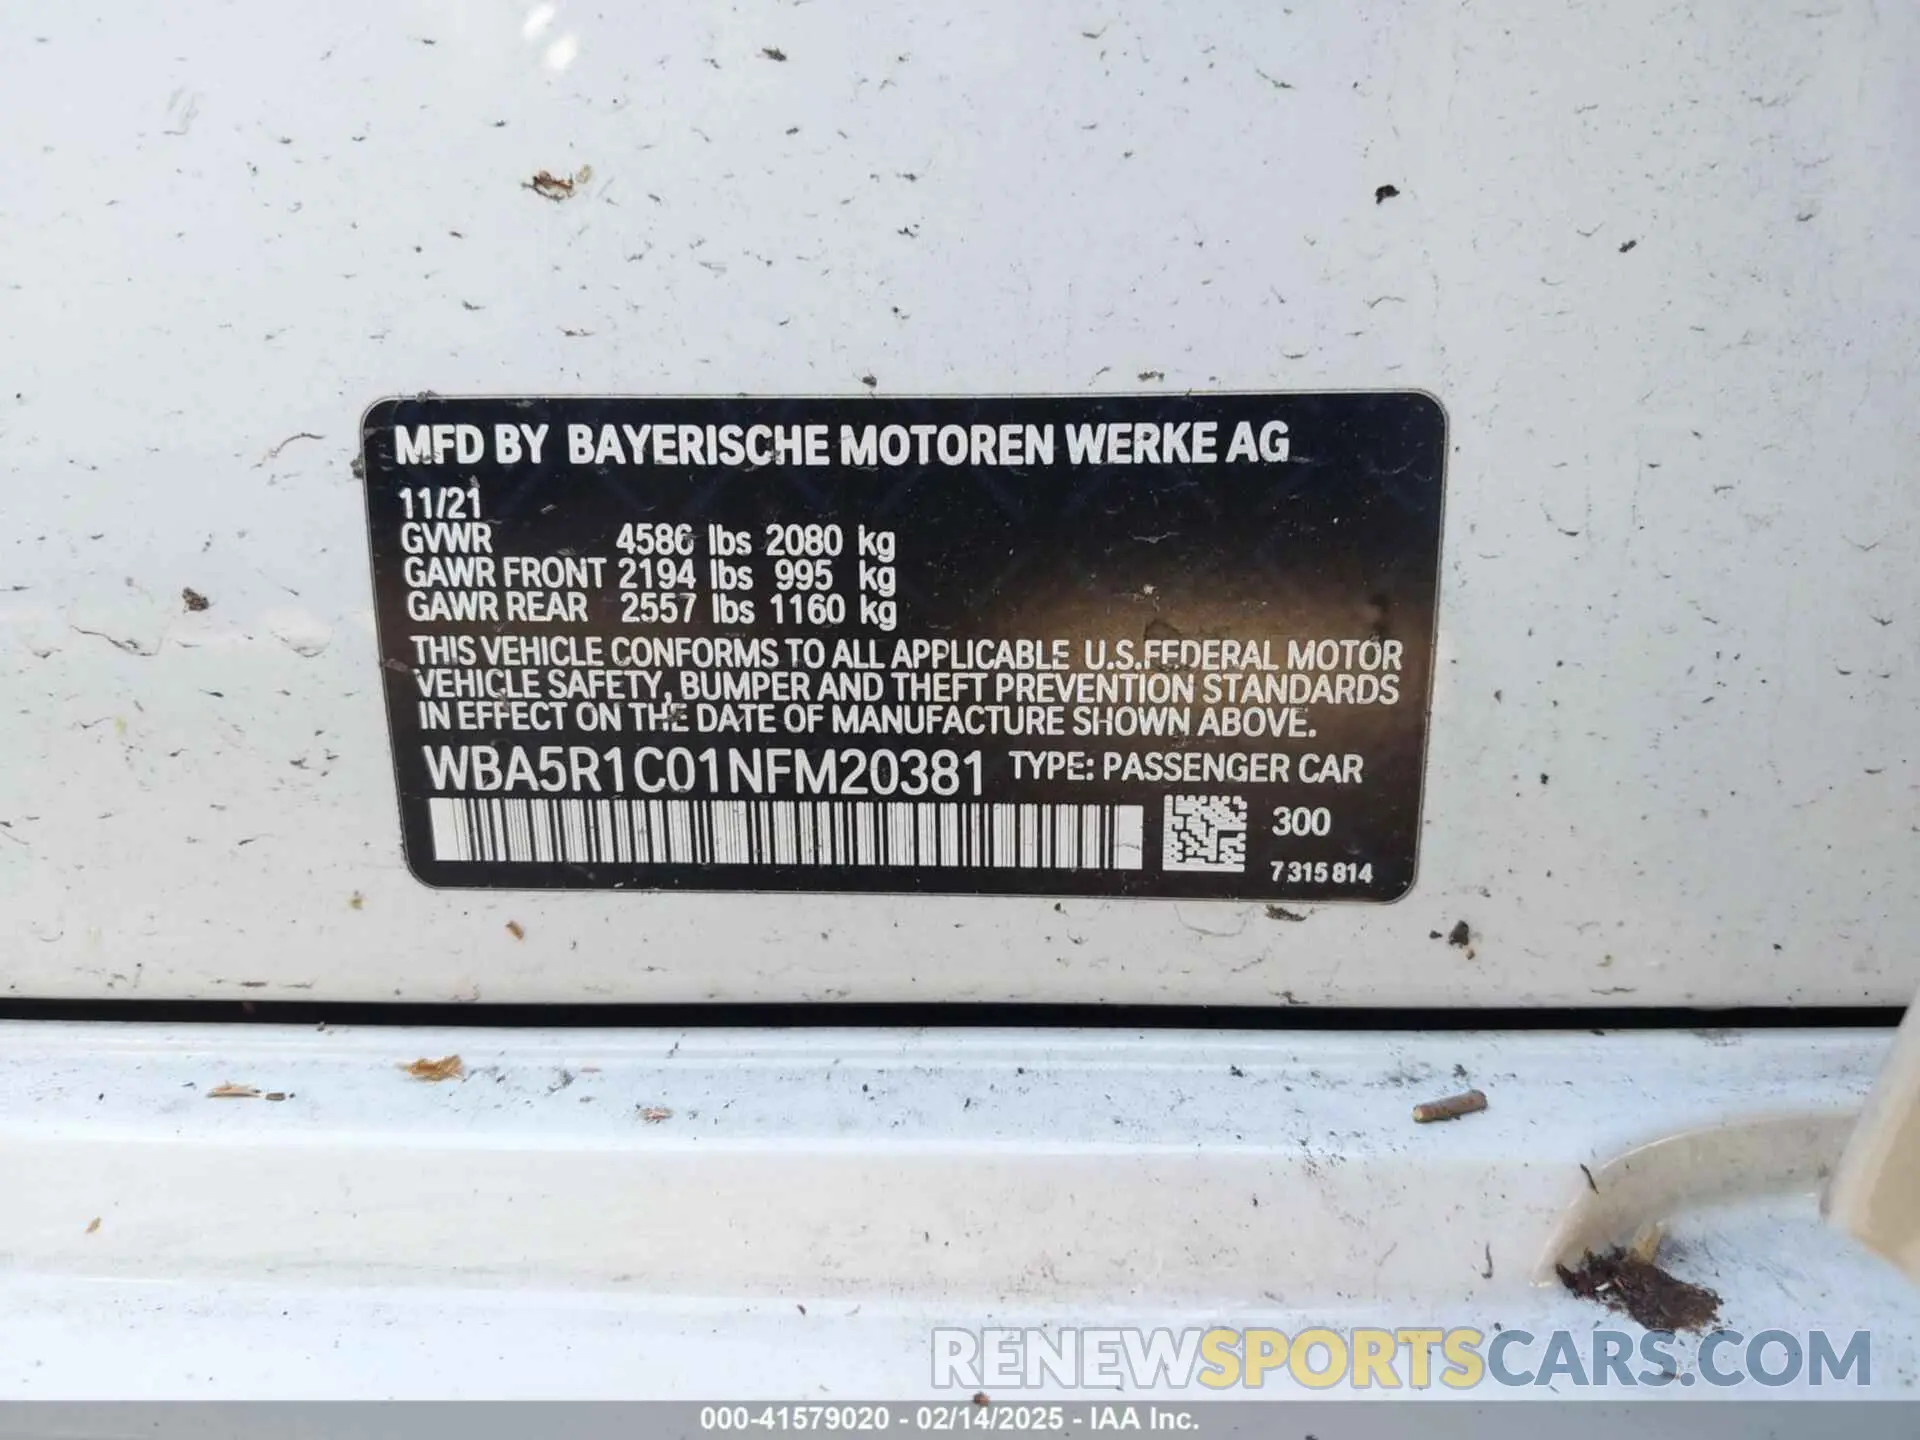 MFD BY BAYERISCHE MOTOREN WERKE AG
11/21
GVWR 4586 lbs 2080 kg
GAWR FRONT 2194 lbs 995 kg
GAWR REAR 2557 lbs 1160 kg
THIS VEHICLE CONFORMS TO ALL APPLICABLE U.S.FEDERAL MOTOR
VEHICLE SAFETY, BUMPER AND THEFT PREVENTION STANDARDS
IN EFFECT ON THE DATE OF MANUFACTURE SHOWN ABOVE.
WBA5R1C01NFM20381 TYPE: PASSENGER CAR
300
7 315 814
RENEWSPORTSCARS.COM
000-41579020 - 02/14/2025 - IAA Inc.